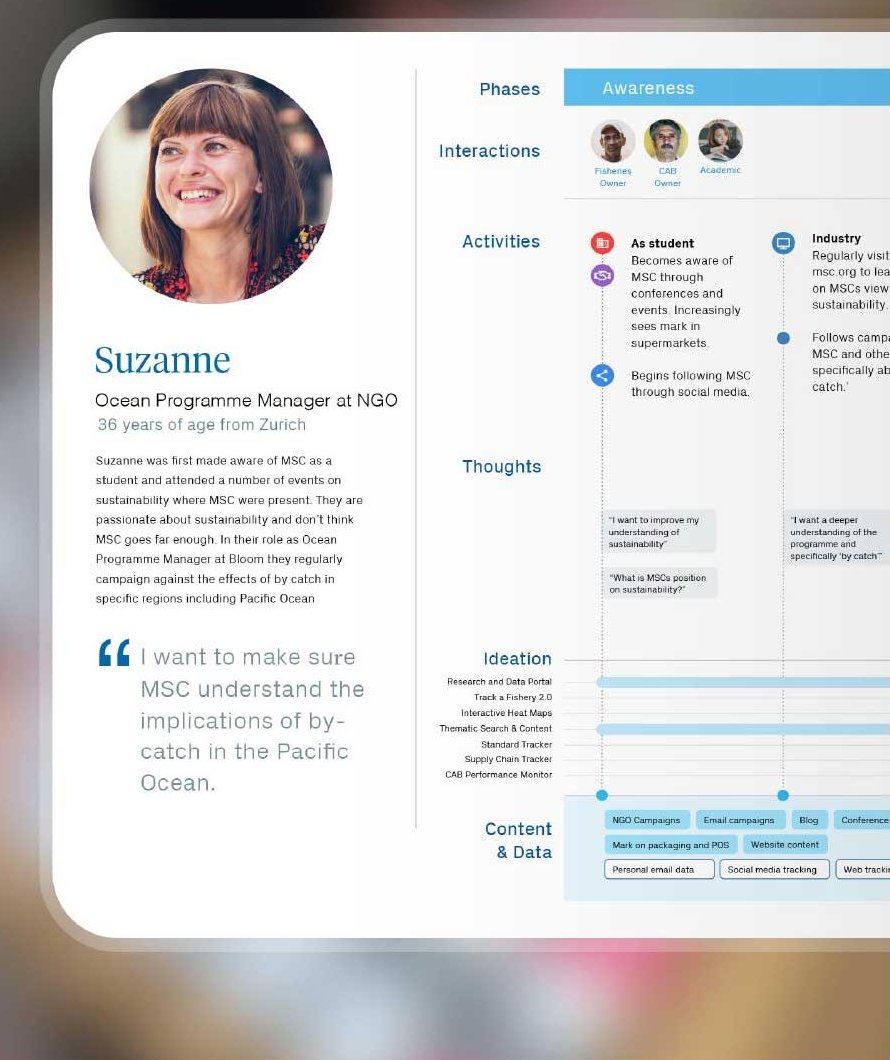 Suzanne
Ocean Programme Manager at NGO
36 years of age from Zurich
Suzanne was first made aware of MSC as a
student and attended a number of events on
sustainability where MSC were present. They are
passionate about sustainability and don't think
MSC goes far enough. In their role as Ocean
Programme Manager at Bloom they regularly
campaign against the effects of by catch in
specific regions including Pacific Ocean
“ I want to make sure
MSC understand the
implications of by-
catch in the Pacific
Ocean.
Phases
Awareness
Interactions
Fisheries
Owner
CAB
Owner
Academic
Activities
As student
Becomes aware of
MSC through
conferences and
events. Increasingly
sees mark in
supermarkets.
Begins following MSC
through social media.
Industry
Regularly visit
msc.org to lea
on MSCs view
sustainability.
Follows campa
MSC and othe
specifically ab
catch.'
Thoughts
"I want to improve my
understanding of
sustainability"
"What is MSCs position
on sustainability?"
"I want a deeper
understanding of the
programme and
specifically 'by catch'"
Ideation
Research and Data Portal
Track a Fishery 2.0
Interactive Heat Maps
Thematic Search & Content
Standard Tracker
Supply Chain Tracker
CAB Performance Monitor
Content
& Data
NGO Campaigns
Email campaigns
Blog
Conference
Mark on packaging and POS
Website content
Personal email data
Social media tracking
Web trackin